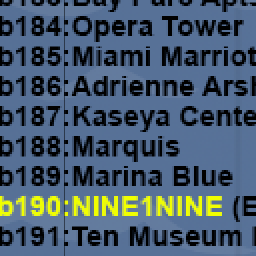 b184:Opera Tower
b185:Miami Marriot
b186:Adrienne Arsh
b187:Kaseya Cente
b188:Marquis
b189:Marina Blue
b190:NINE1NINE (E
b191:Ten Museum